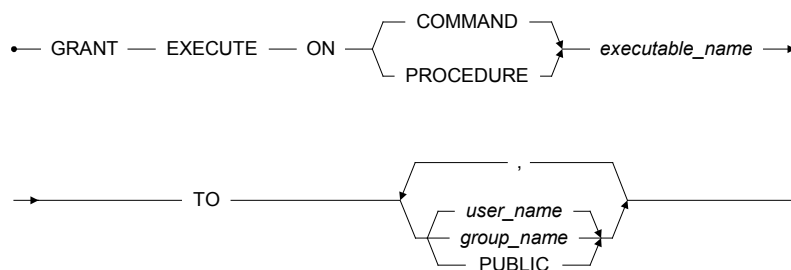 COMMAND
GRANT EXECUTE ON executable_name
PROCEDURE
,
TO
user_name
group_name
PUBLIC